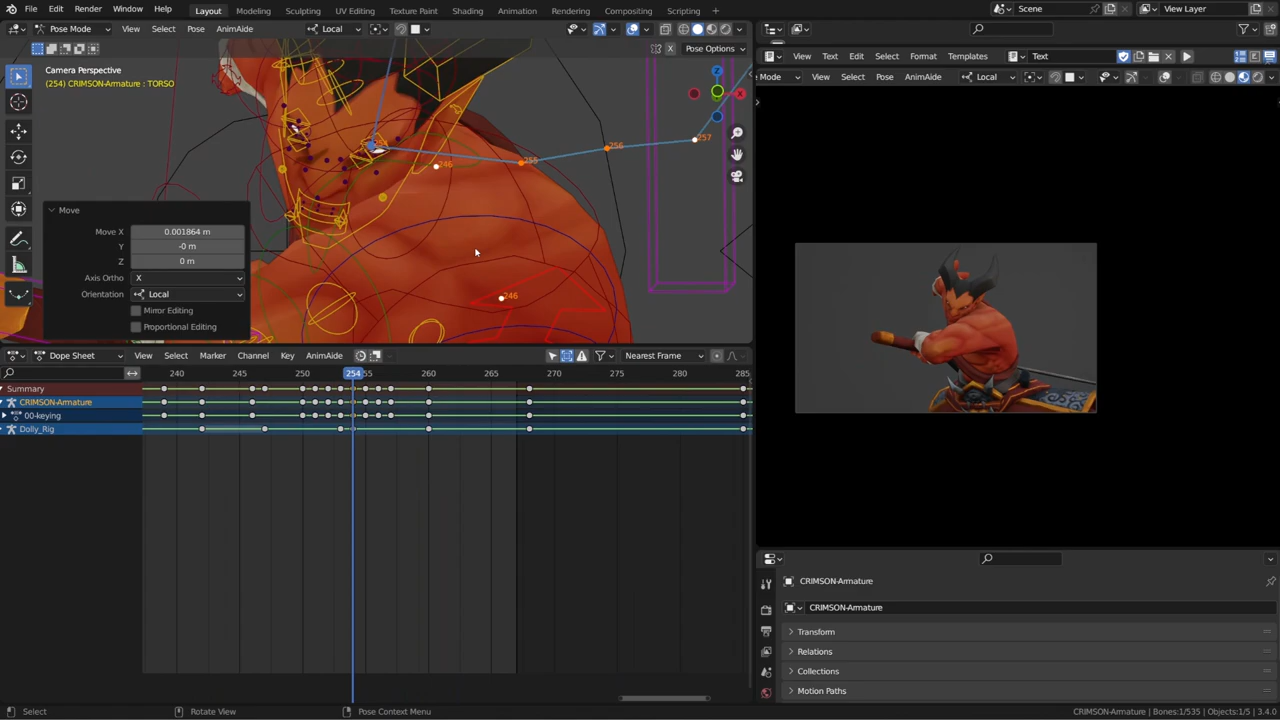 File Edit Render Window Help Layout Modeling Sculpting UV Editing Texture Paint Shading Animation Rendering Compositing Scripting Scene View Layer
Pose Mode View Select Pose AnimAide Local
View Text Edit Select Format Templates Text
X Pose Options
Mode View Select Pose AnimAide Local
Camera Perspective
(254) CRIMSON-Armature : TORSO
Z
X
257
256
255
246
246
Move
Move X 0.001864 m
Y -0 m
Z 0 m
Axis Ortho X
Orientation Local
Mirror Editing
Proportional Editing
Dope Sheet View Select Marker Channel Key AnimAide Nearest Frame
240 245 250 254 55 260 265 270 275 280 285
Summary
CRIMSON-Armature
00-keying
Dolly_Rig
CRIMSON-Armature
CRIMSON-Armature
Transform
Relations
Collections
Motion Paths
Select Rotate View Pose Context Menu CRIMSON-Armature | Bones:1/535 | Objects:1/5 | 3.4.0